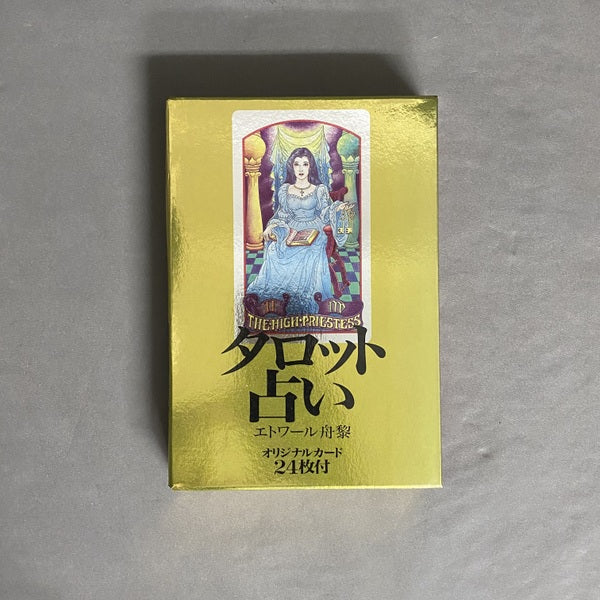 THE·HIGH·PRIESTESS
タロット
占い
エトワール舟黎
オリジナルカード
24枚付